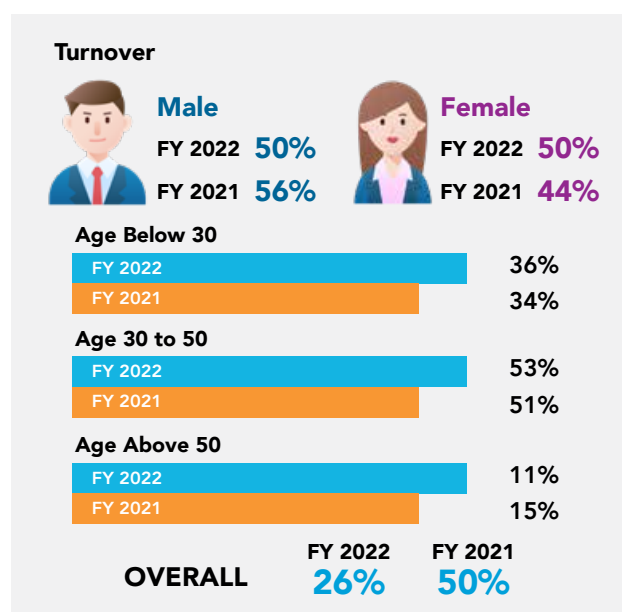 Turnover
Male
FY 2022 50%
FY 2021 56%
Female
FY 2022 50%
FY 2021 44%
Age Below 30
FY 2022 36%
FY 2021 34%
Age 30 to 50
FY 2022 53%
FY 2021 51%
Age Above 50
FY 2022 11%
FY 2021 15%
FY 2022 FY 2021
OVERALL 26% 50%